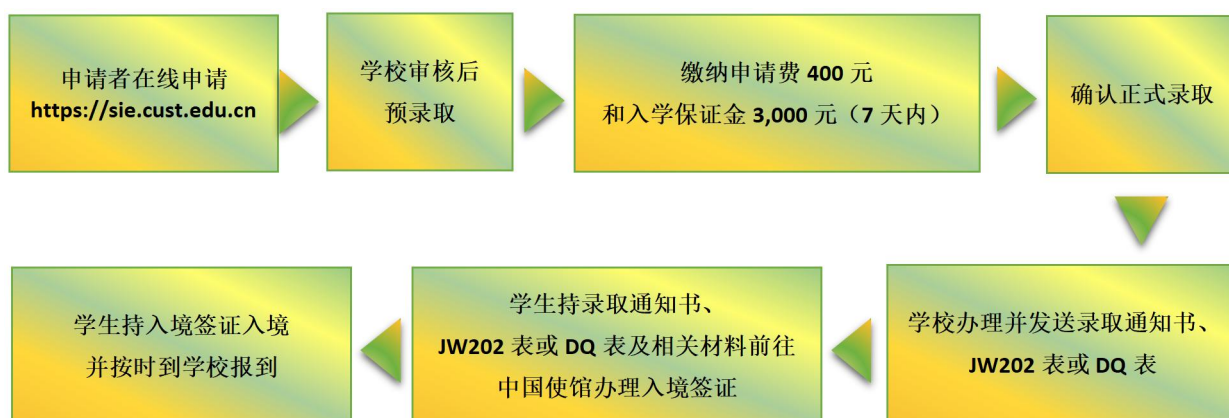 申请者在线申请
https://sie.cust.edu.cn
学校审核后
预录取
缴纳申请费 400 元
和入学保证金 3,000 元（7 天内）
确认正式录取
学校办理并发送录取通知书、
JW202 表或 DQ 表
学生持录取通知书、
JW202 表或 DQ 表及相关材料前往
中国使馆办理入境签证
学生持入境签证入境
并按时到学校报到